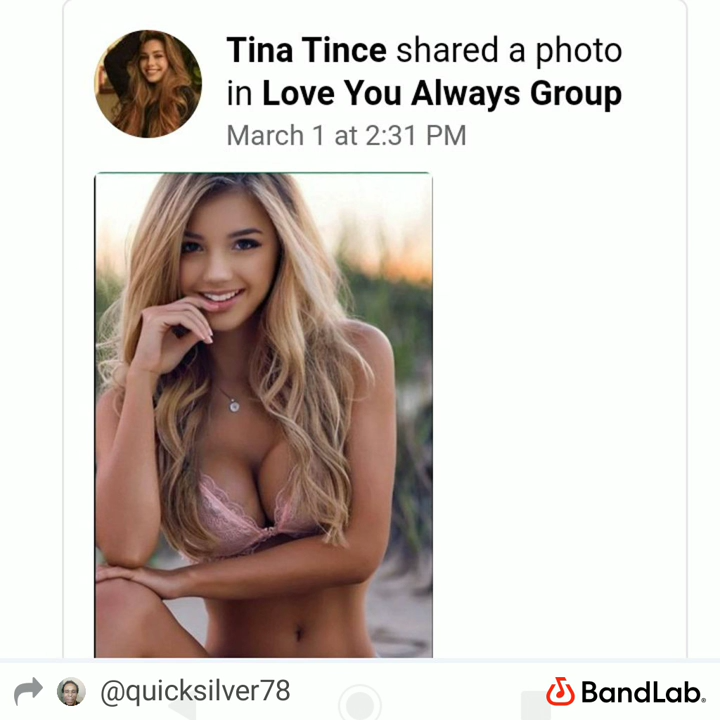 Tina Tince shared a photo
in Love You Always Group
March 1 at 2:31 PM
@quicksilver78
BandLab.